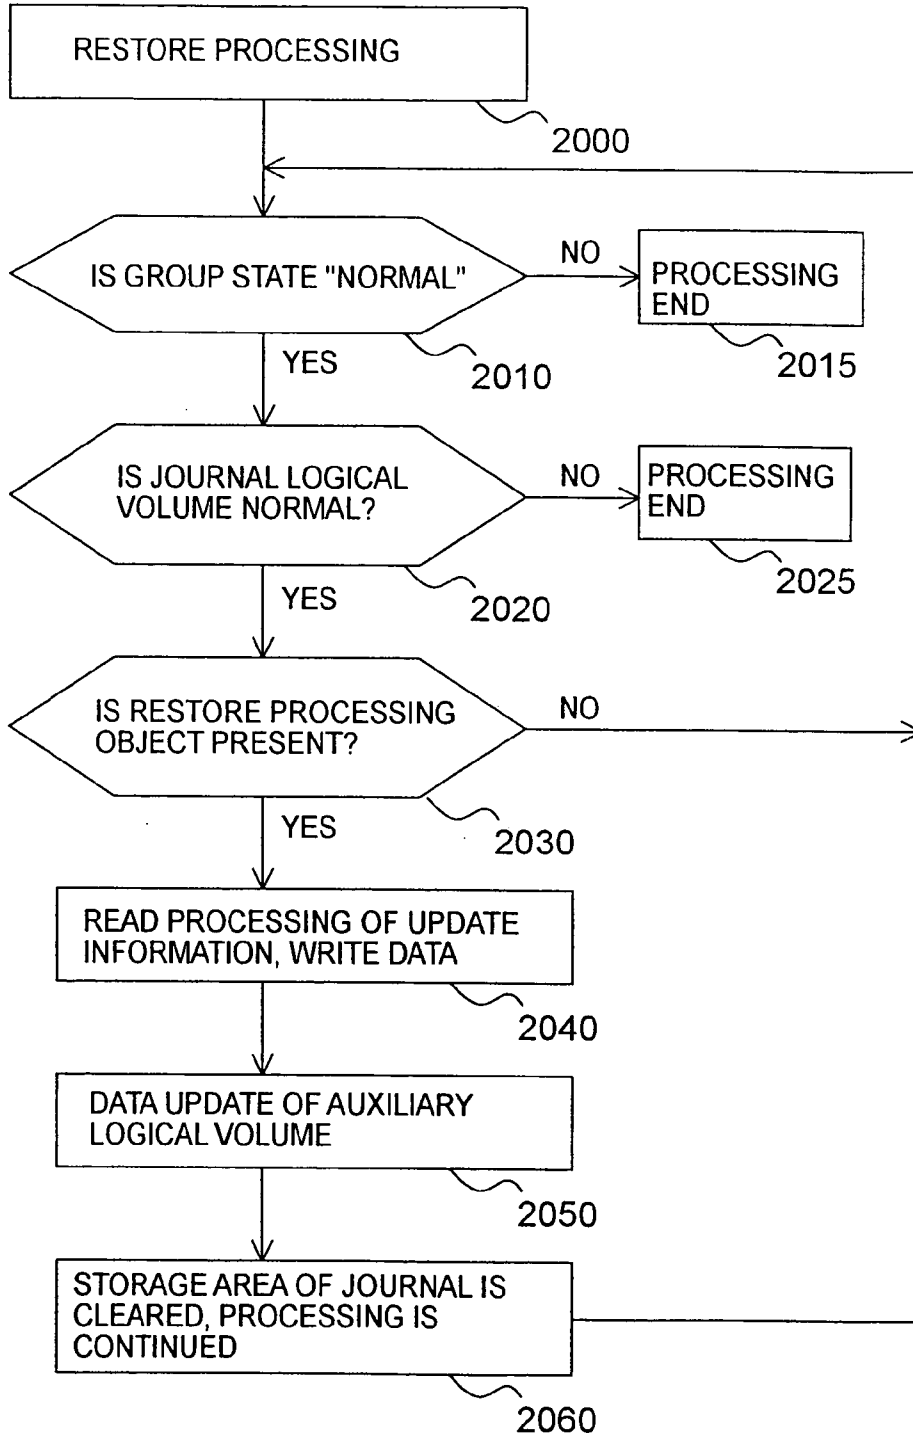 RESTORE PROCESSING
2000
IS GROUP STATE "NORMAL"
NO
PROCESSING
END
2015
YES
2010
IS JOURNAL LOGICAL
VOLUME NORMAL?
NO
PROCESSING
END
2025
YES
2020
IS RESTORE PROCESSING
OBJECT PRESENT?
NO
YES
2030
READ PROCESSING OF UPDATE
INFORMATION, WRITE DATA
2040
DATA UPDATE OF AUXILIARY
LOGICAL VOLUME
2050
STORAGE AREA OF JOURNAL IS
CLEARED, PROCESSING IS
CONTINUED
2060